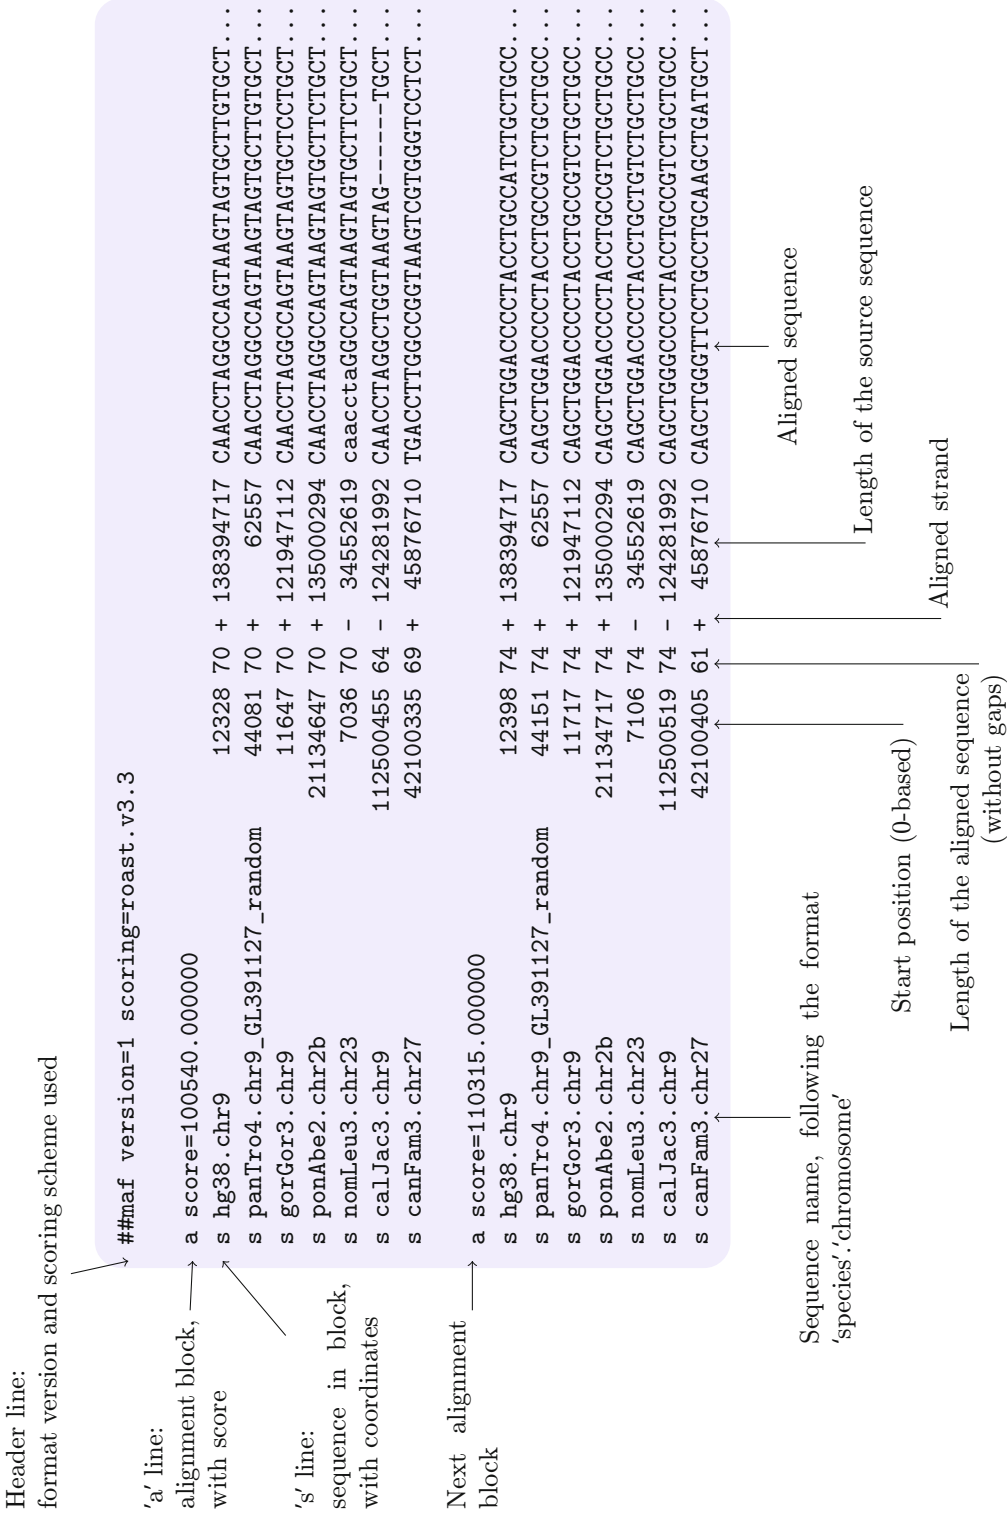 Header line:
format version and scoring scheme used
##maf version=1 scoring=roast.v3.3
'a' line:
alignment block,
with score
a score=100540.000000
s hg38.chr9 12328 70 + 138394717 CAACCTAGGCCAGTAAGTAGTGCTTGTGCT...
s panTro4.chr9_GL391127_random 44081 70 + 62557 CAACCTAGGCCAGTAAGTAGTGCTTGTGCT...
s gorGor3.chr9 11647 70 + 121947112 CAACCTAGGCCAGTAAGTAGTGCTCCTGCT...
s ponAbe2.chr2b 21134647 70 + 135000294 CAACCTAGGCCAGTAAGTAGTGCTTCTGCT...
s nomLeu3.chr23 7036 70 - 34552619 caacctaGGCCAGTAAGTAGTGCTTCTGCT...
s calJac3.chr9 112500455 64 - 124281992 CAACCTAGGCTGGTAAGTAG------TGCT...
s canFam3.chr27 42100335 69 + 45876710 TGACCTTGGCCGGTAAGTCGTGGGTCCTCT...
's' line:
sequence in block,
with coordinates
Next alignment
block
a score=110315.000000
s hg38.chr9 12398 74 + 138394717 CAGCTGGACCCCTACCTGCCATCTGCTGCC...
s panTro4.chr9_GL391127_random 44151 74 + 62557 CAGCTGGACCCCTACCTGCCGTCTGCTGCC...
s gorGor3.chr9 11717 74 + 121947112 CAGCTGGACCCCTACCTGCCGTCTGCTGCC...
s ponAbe2.chr2b 21134717 74 + 135000294 CAGCTGGACCCCTACCTGCCGTCTGCTGCC...
s nomLeu3.chr23 7106 74 - 34552619 CAGCTGGACCCCTACCTGCTGTCTGCTGCC...
s calJac3.chr9 112500519 74 - 124281992 CAGCTGGGCCCCTACCTGCCGTCTGCTGCC...
s canFam3.chr27 42100405 61 + 45876710 CAGCTGGGTTCCTGCCTGCAAGCTGATGCT...
Aligned sequence
Sequence name, following the format
'species'.'chromosome'
Length of the source sequence
Start position (0-based)
Aligned strand
Length of the aligned sequence
(without gaps)